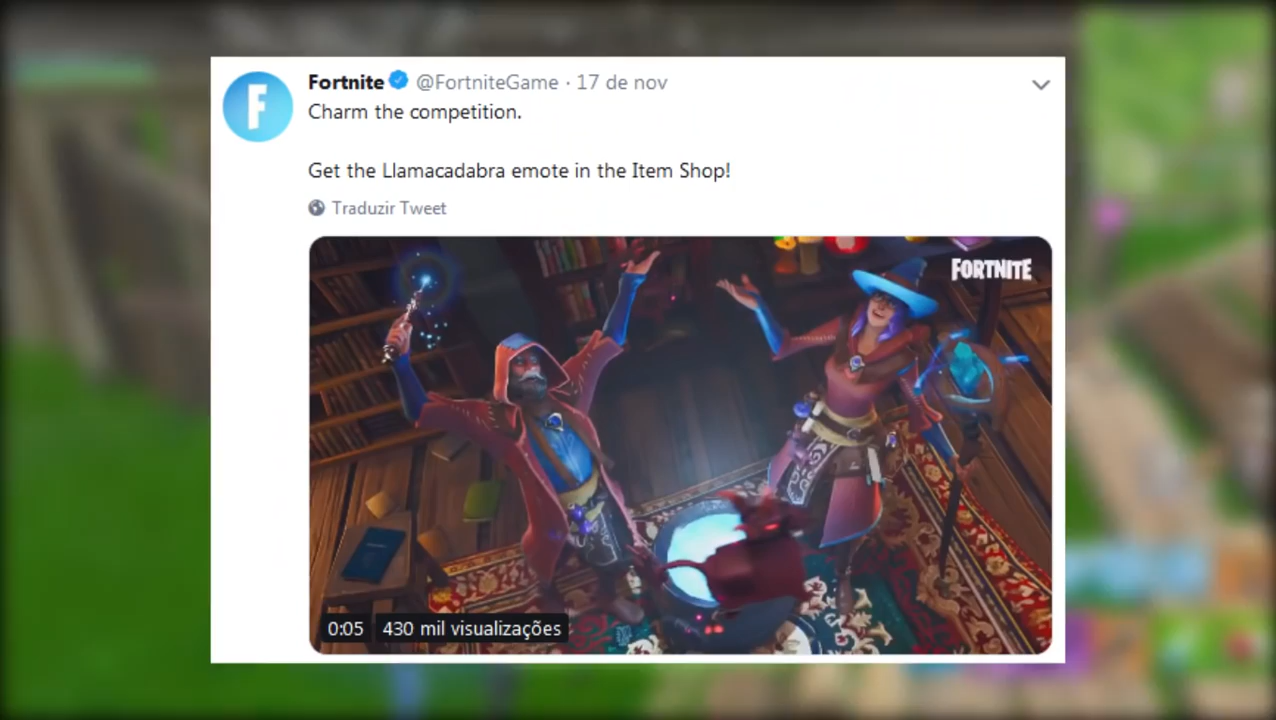 Fortnite @FortniteGame · 17 de nov
Charm the competition.
Get the Llamacadabra emote in the Item Shop!
Traduzir Tweet
FORTNITE
0:05 430 mil visualizações